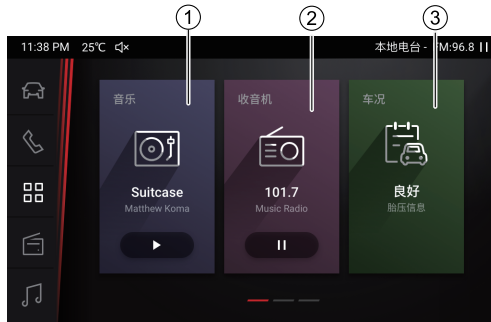 ① ② ③
11:38 PM 25℃ 本地电台 - FM:96.8
音乐 收音机 车况
Suitcase 101.7 良好
Matthew Koma Music Radio 胎压信息